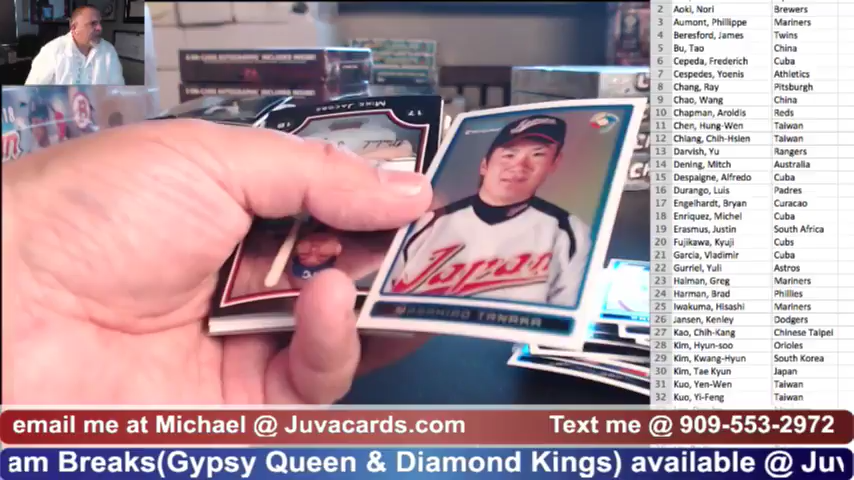 2 Aoki, Nori Brewers
3 Aumont, Phillippe Mariners
4 Beresford, James Twins
5 Bu, Tao China
6 Cepeda, Frederich Cuba
7 Cespedes, Yoenis Athletics
8 Chang, Ray Pitsburgh
9 Chao, Wang China
10 Chapman, Aroldis Reds
11 Chen, Hung-Wen Taiwan
12 Chiang, Chih-Hsien Taiwan
13 Darvish, Yu Rangers
14 Dening, Mitch Australia
15 Despaigne, Alfredo Cuba
16 Durango, Luis Padres
17 Engelhardt, Bryan Curacao
18 Enriquez, Michel Cuba
19 Erasmus, Justin South Africa
20 Fujikawa, Kyuji Cubs
21 Garcia, Vladimir Cuba
22 Gurriel, Yuli Astros
23 Halman, Greg Mariners
24 Harman, Brad Phillies
25 Iwakuma, Hisashi Mariners
26 Jansen, Kenley Dodgers
27 Kao, Chih-Kang Chinese Taipei
28 Kim, Hyun-soo Orioles
29 Kim, Kwang-Hyun South Korea
30 Kim, Tae Kyun Japan
31 Kuo, Yen-Wen Taiwan
32 Kuo, Yi-Feng Taiwan
17 Mike Jacobs
Japan
Japan
Masahiro Tanaka
email me at Michael @ Juvacards.com Text me @ 909-553-2972
am Breaks(Gypsy Queen & Diamond Kings) available @ Juv